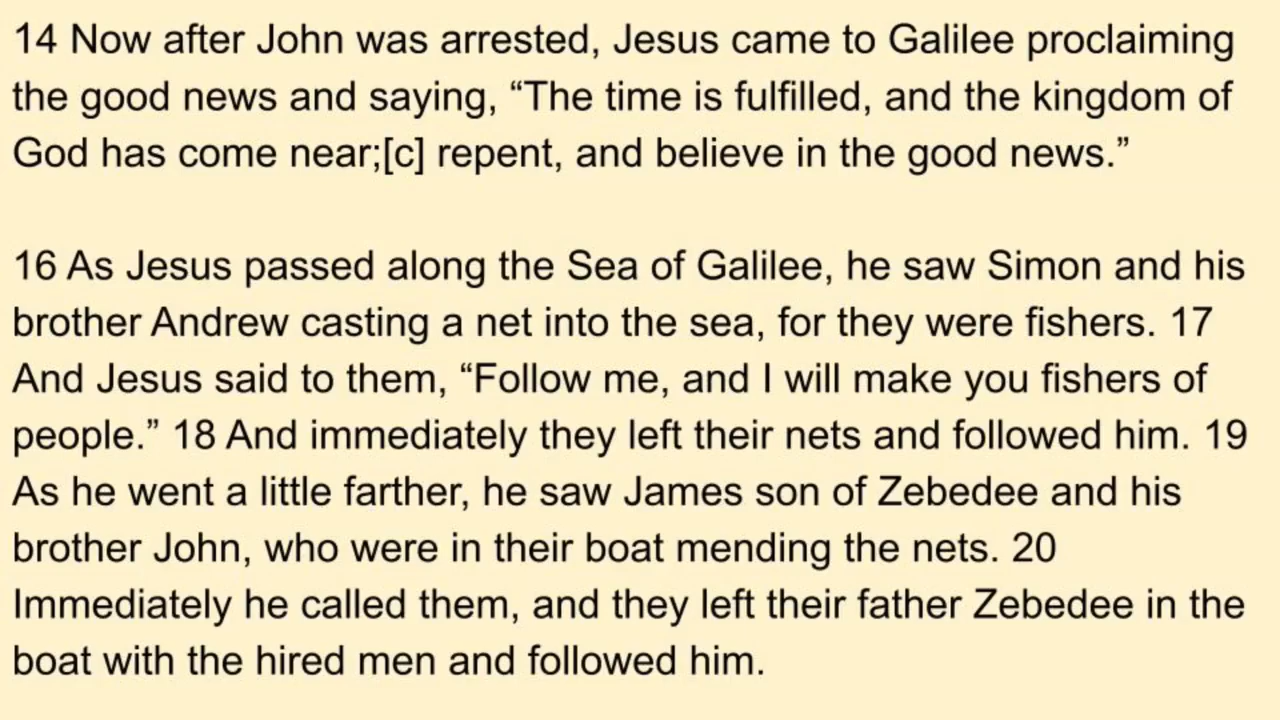 14 Now after John was arrested, Jesus came to Galilee proclaiming
the good news and saying, “The time is fulfilled, and the kingdom of
God has come near;[c] repent, and believe in the good news.”
16 As Jesus passed along the Sea of Galilee, he saw Simon and his
brother Andrew casting a net into the sea, for they were fishers. 17
And Jesus said to them, “Follow me, and I will make you fishers of
people.” 18 And immediately they left their nets and followed him. 19
As he went a little farther, he saw James son of Zebedee and his
brother John, who were in their boat mending the nets. 20
Immediately he called them, and they left their father Zebedee in the
boat with the hired men and followed him.